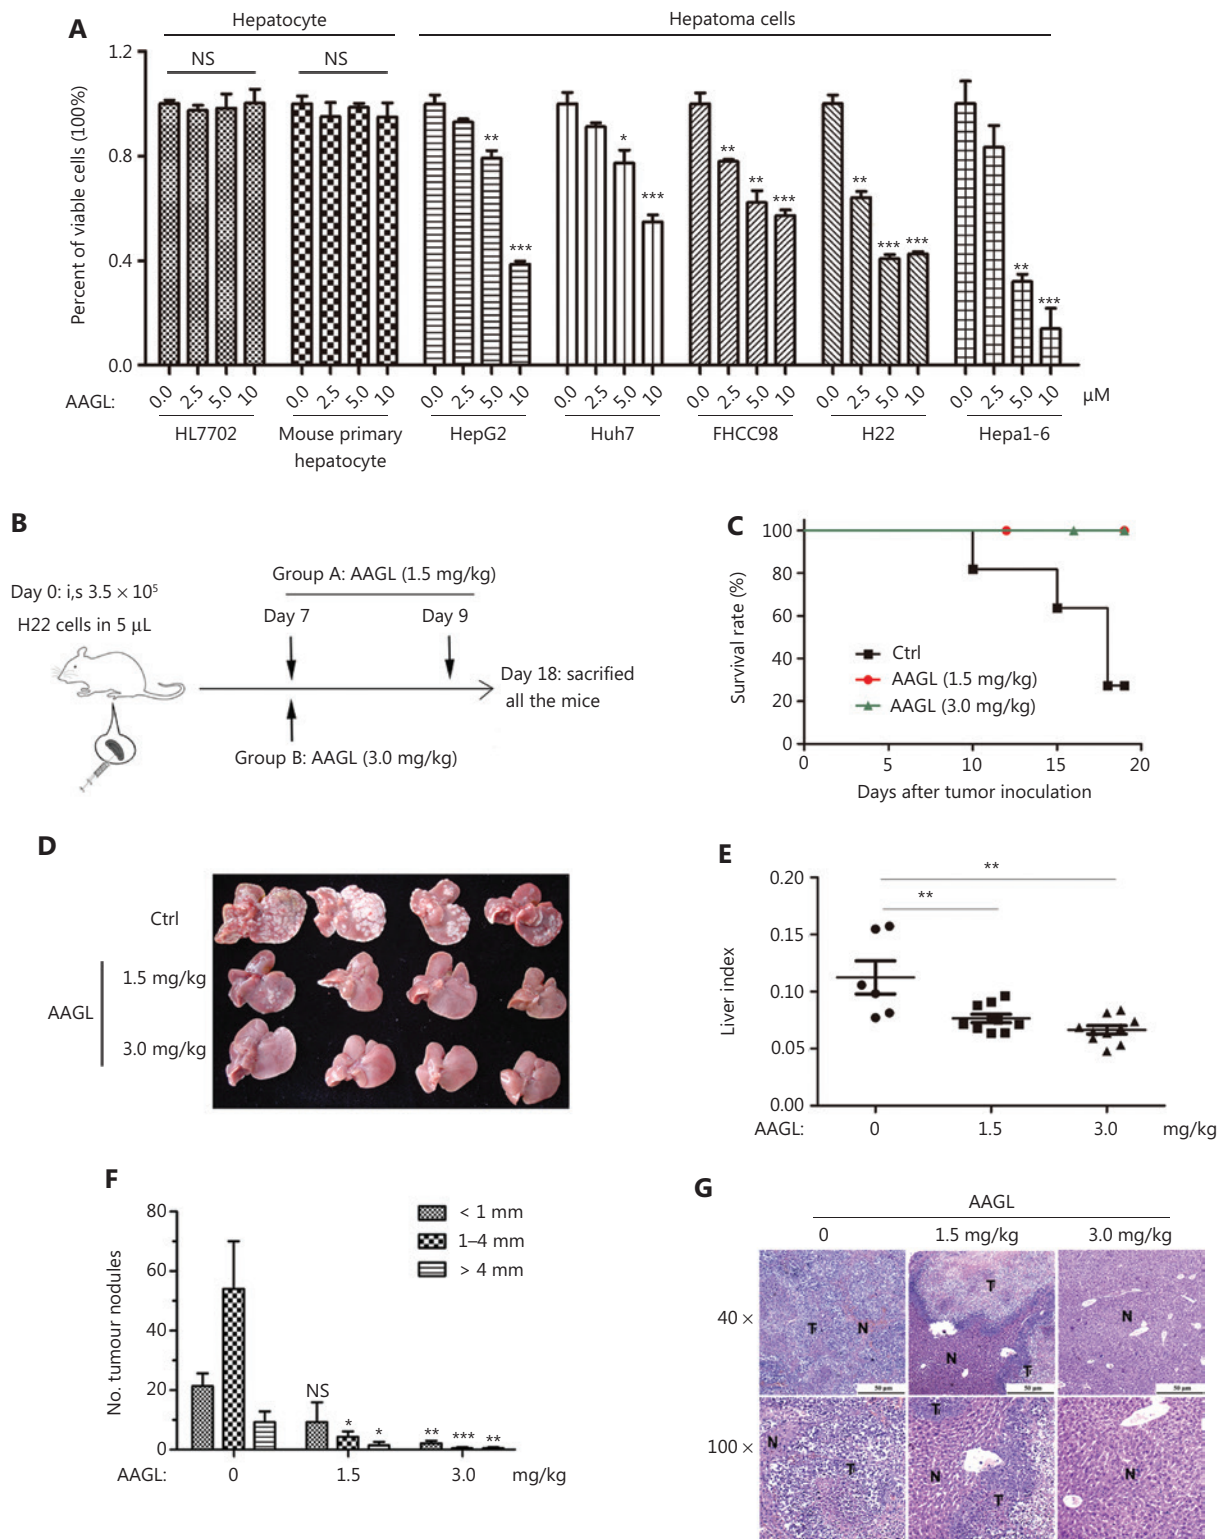 A
Hepatocyte
Hepatoma cells
NS
NS
Percent of viable cells (100%)
1.2
0.8
0.4
0.0
** *** * *** ** ** *** ** *** *** ** ***
AAGL: 0.0 2.5 5.0 10 0.0 2.5 5.0 10 0.0 2.5 5.0 10 0.0 2.5 5.0 10 0.0 2.5 5.0 10 0.0 2.5 5.0 10 0.0 2.5 5.0 10 μM
HL7702 Mouse primary HepG2 Huh7 FHCC98 H22 Hepa1-6
hepatocyte
B
Day 0: i,s 3.5 × 10⁵
H22 cells in 5 μL
Group A: AAGL (1.5 mg/kg)
Day 7 Day 9
Day 18: sacrified
all the mice
Group B: AAGL (3.0 mg/kg)
C
Survival rate (%)
100
80
60
40
20
0
Ctrl
AAGL (1.5 mg/kg)
AAGL (3.0 mg/kg)
0 5 10 15 20
Days after tumor inoculation
D
Ctrl
AAGL
1.5 mg/kg
3.0 mg/kg
E
Liver index
0.20
0.15
0.10
0.05
0.00
**
**
AAGL: 0 1.5 3.0 mg/kg
F
No. tumour nodules
80
60
40
20
0
< 1 mm
1–4 mm
> 4 mm
NS * * ** *** **
AAGL: 0 1.5 3.0 mg/kg
G
AAGL
0 1.5 mg/kg 3.0 mg/kg
40 ×
T N T N T N
50 μm 50 μm 50 μm
100 ×
N T T N T N